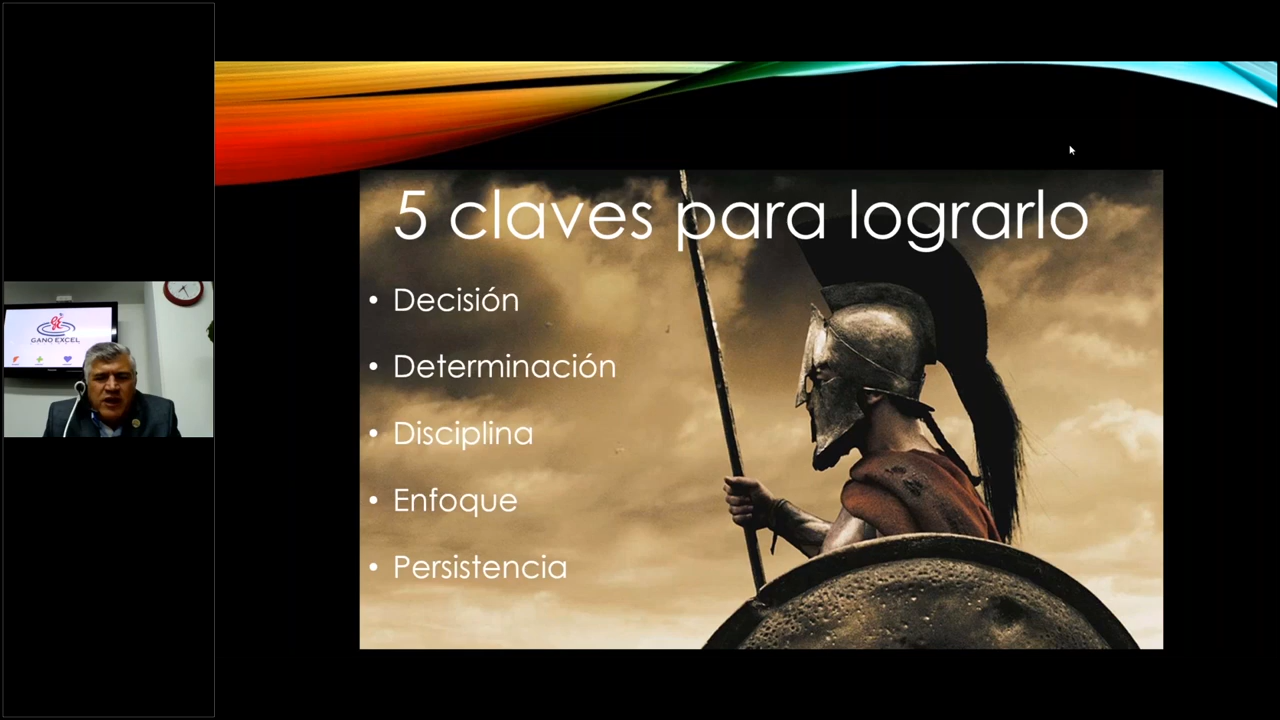 5 claves para lograrlo
• Decisión
• Determinación
• Disciplina
• Enfoque
• Persistencia
GANO EXCEL